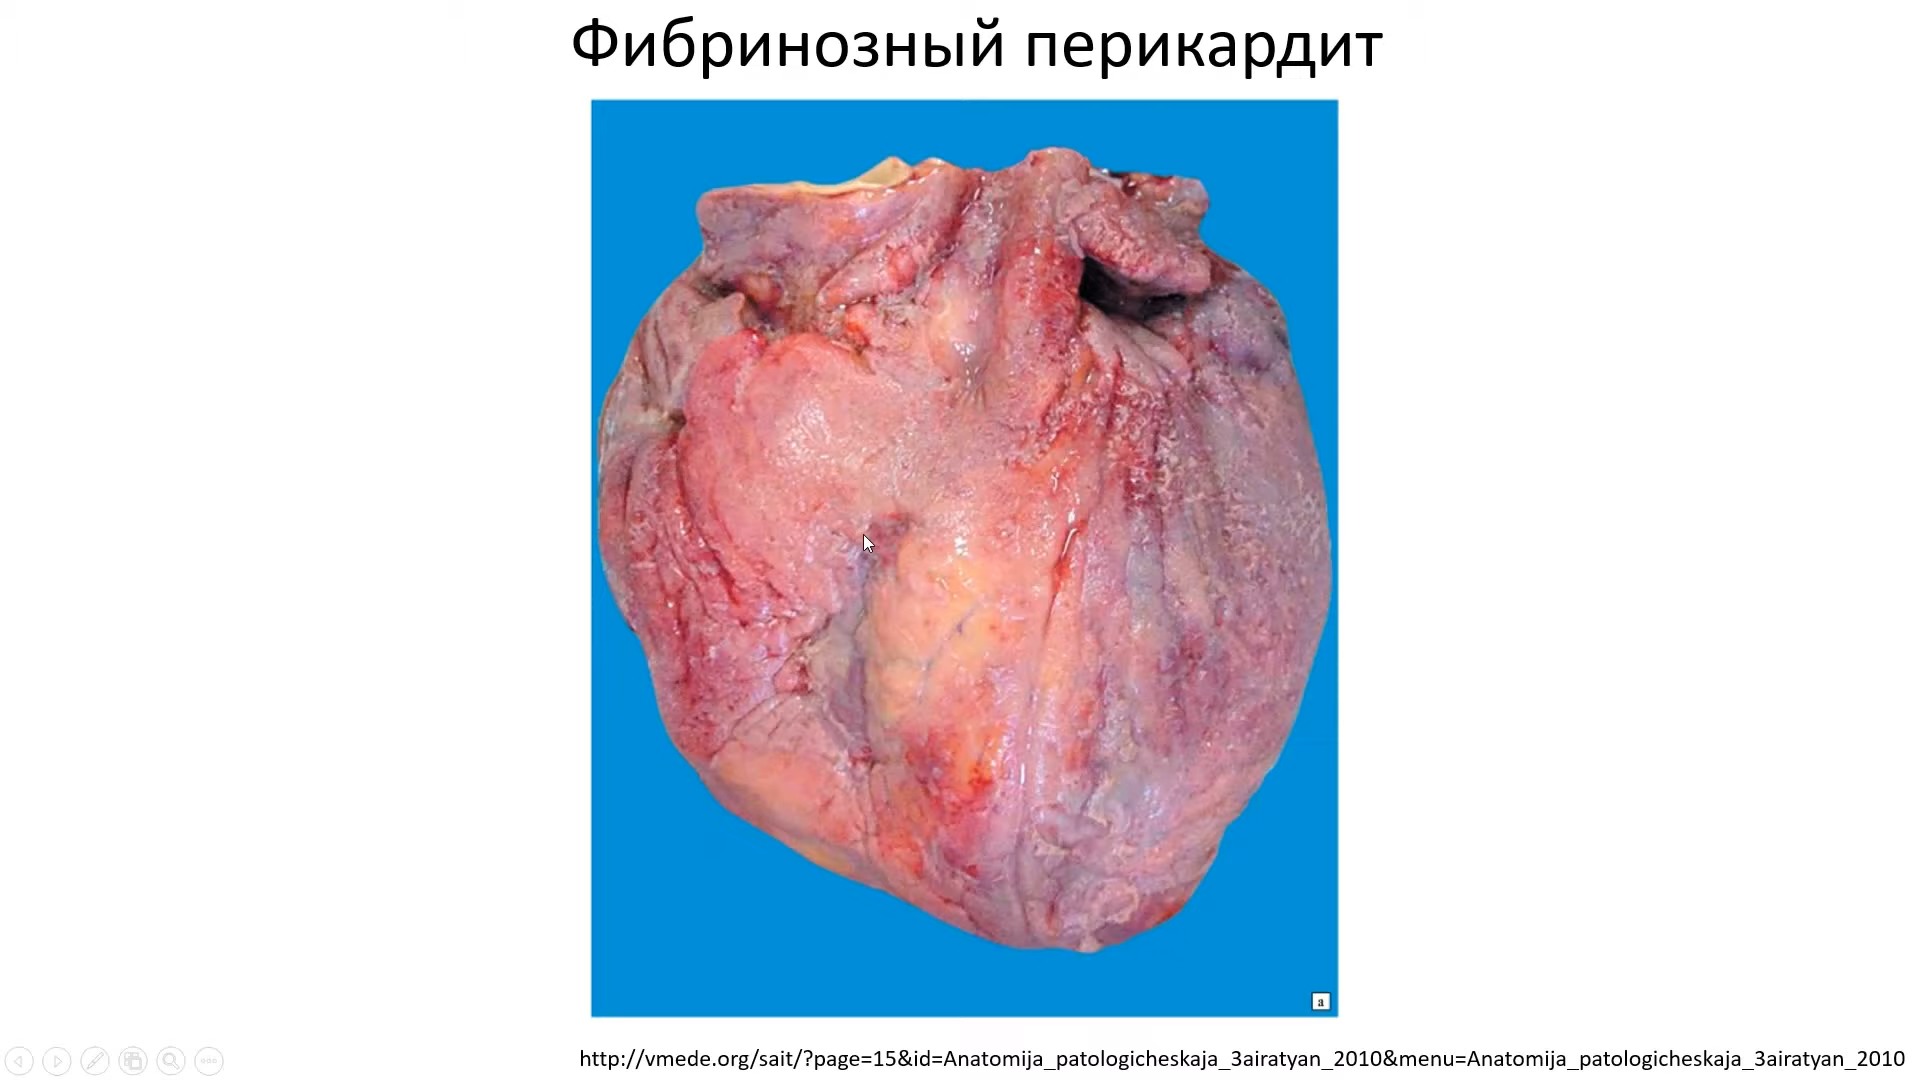 Фибринозный перикардит
a
http://vmede.org/sait/?page=15&id=Anatomija_patologicheskaja_3airatyan_2010&menu=Anatomija_patologicheskaja_3airatyan_2010